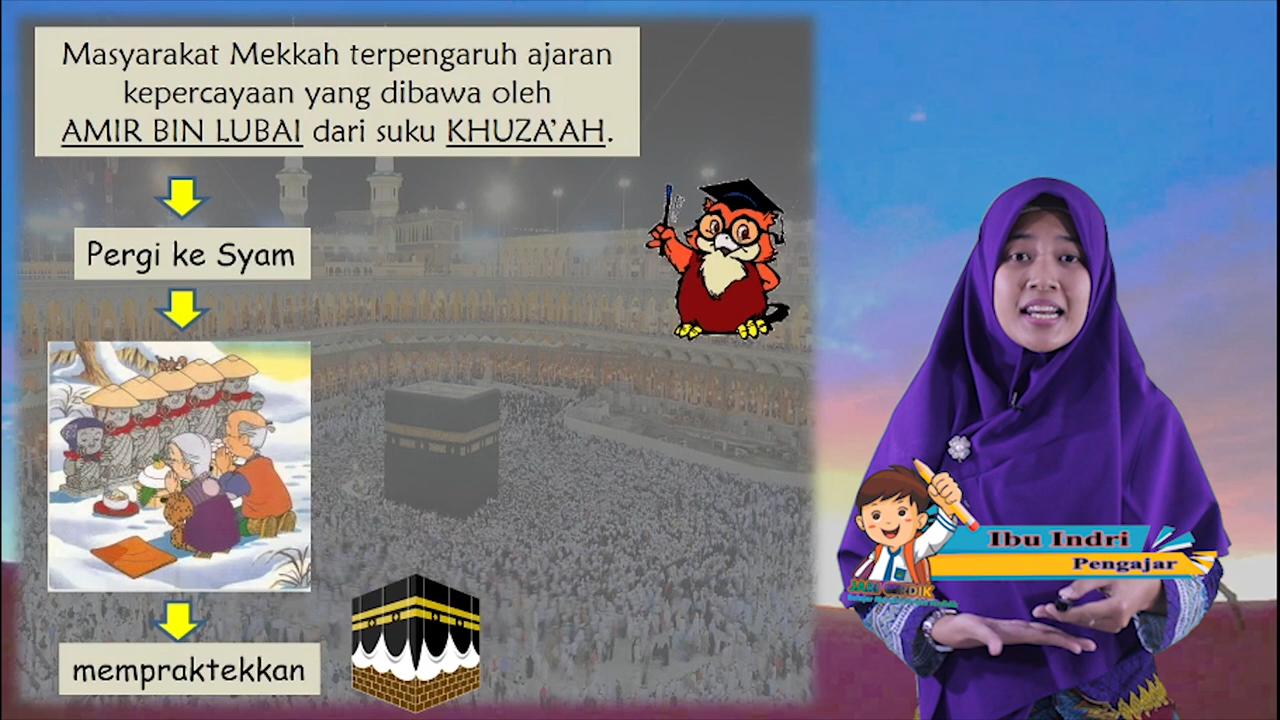 Masyarakat Mekkah terpengaruh ajaran
kepercayaan yang dibawa oleh
AMIR BIN LUBAI dari suku KHUZA'AH.
Pergi ke Syam
mempraktekkan
Ibu Indri
Pengajar